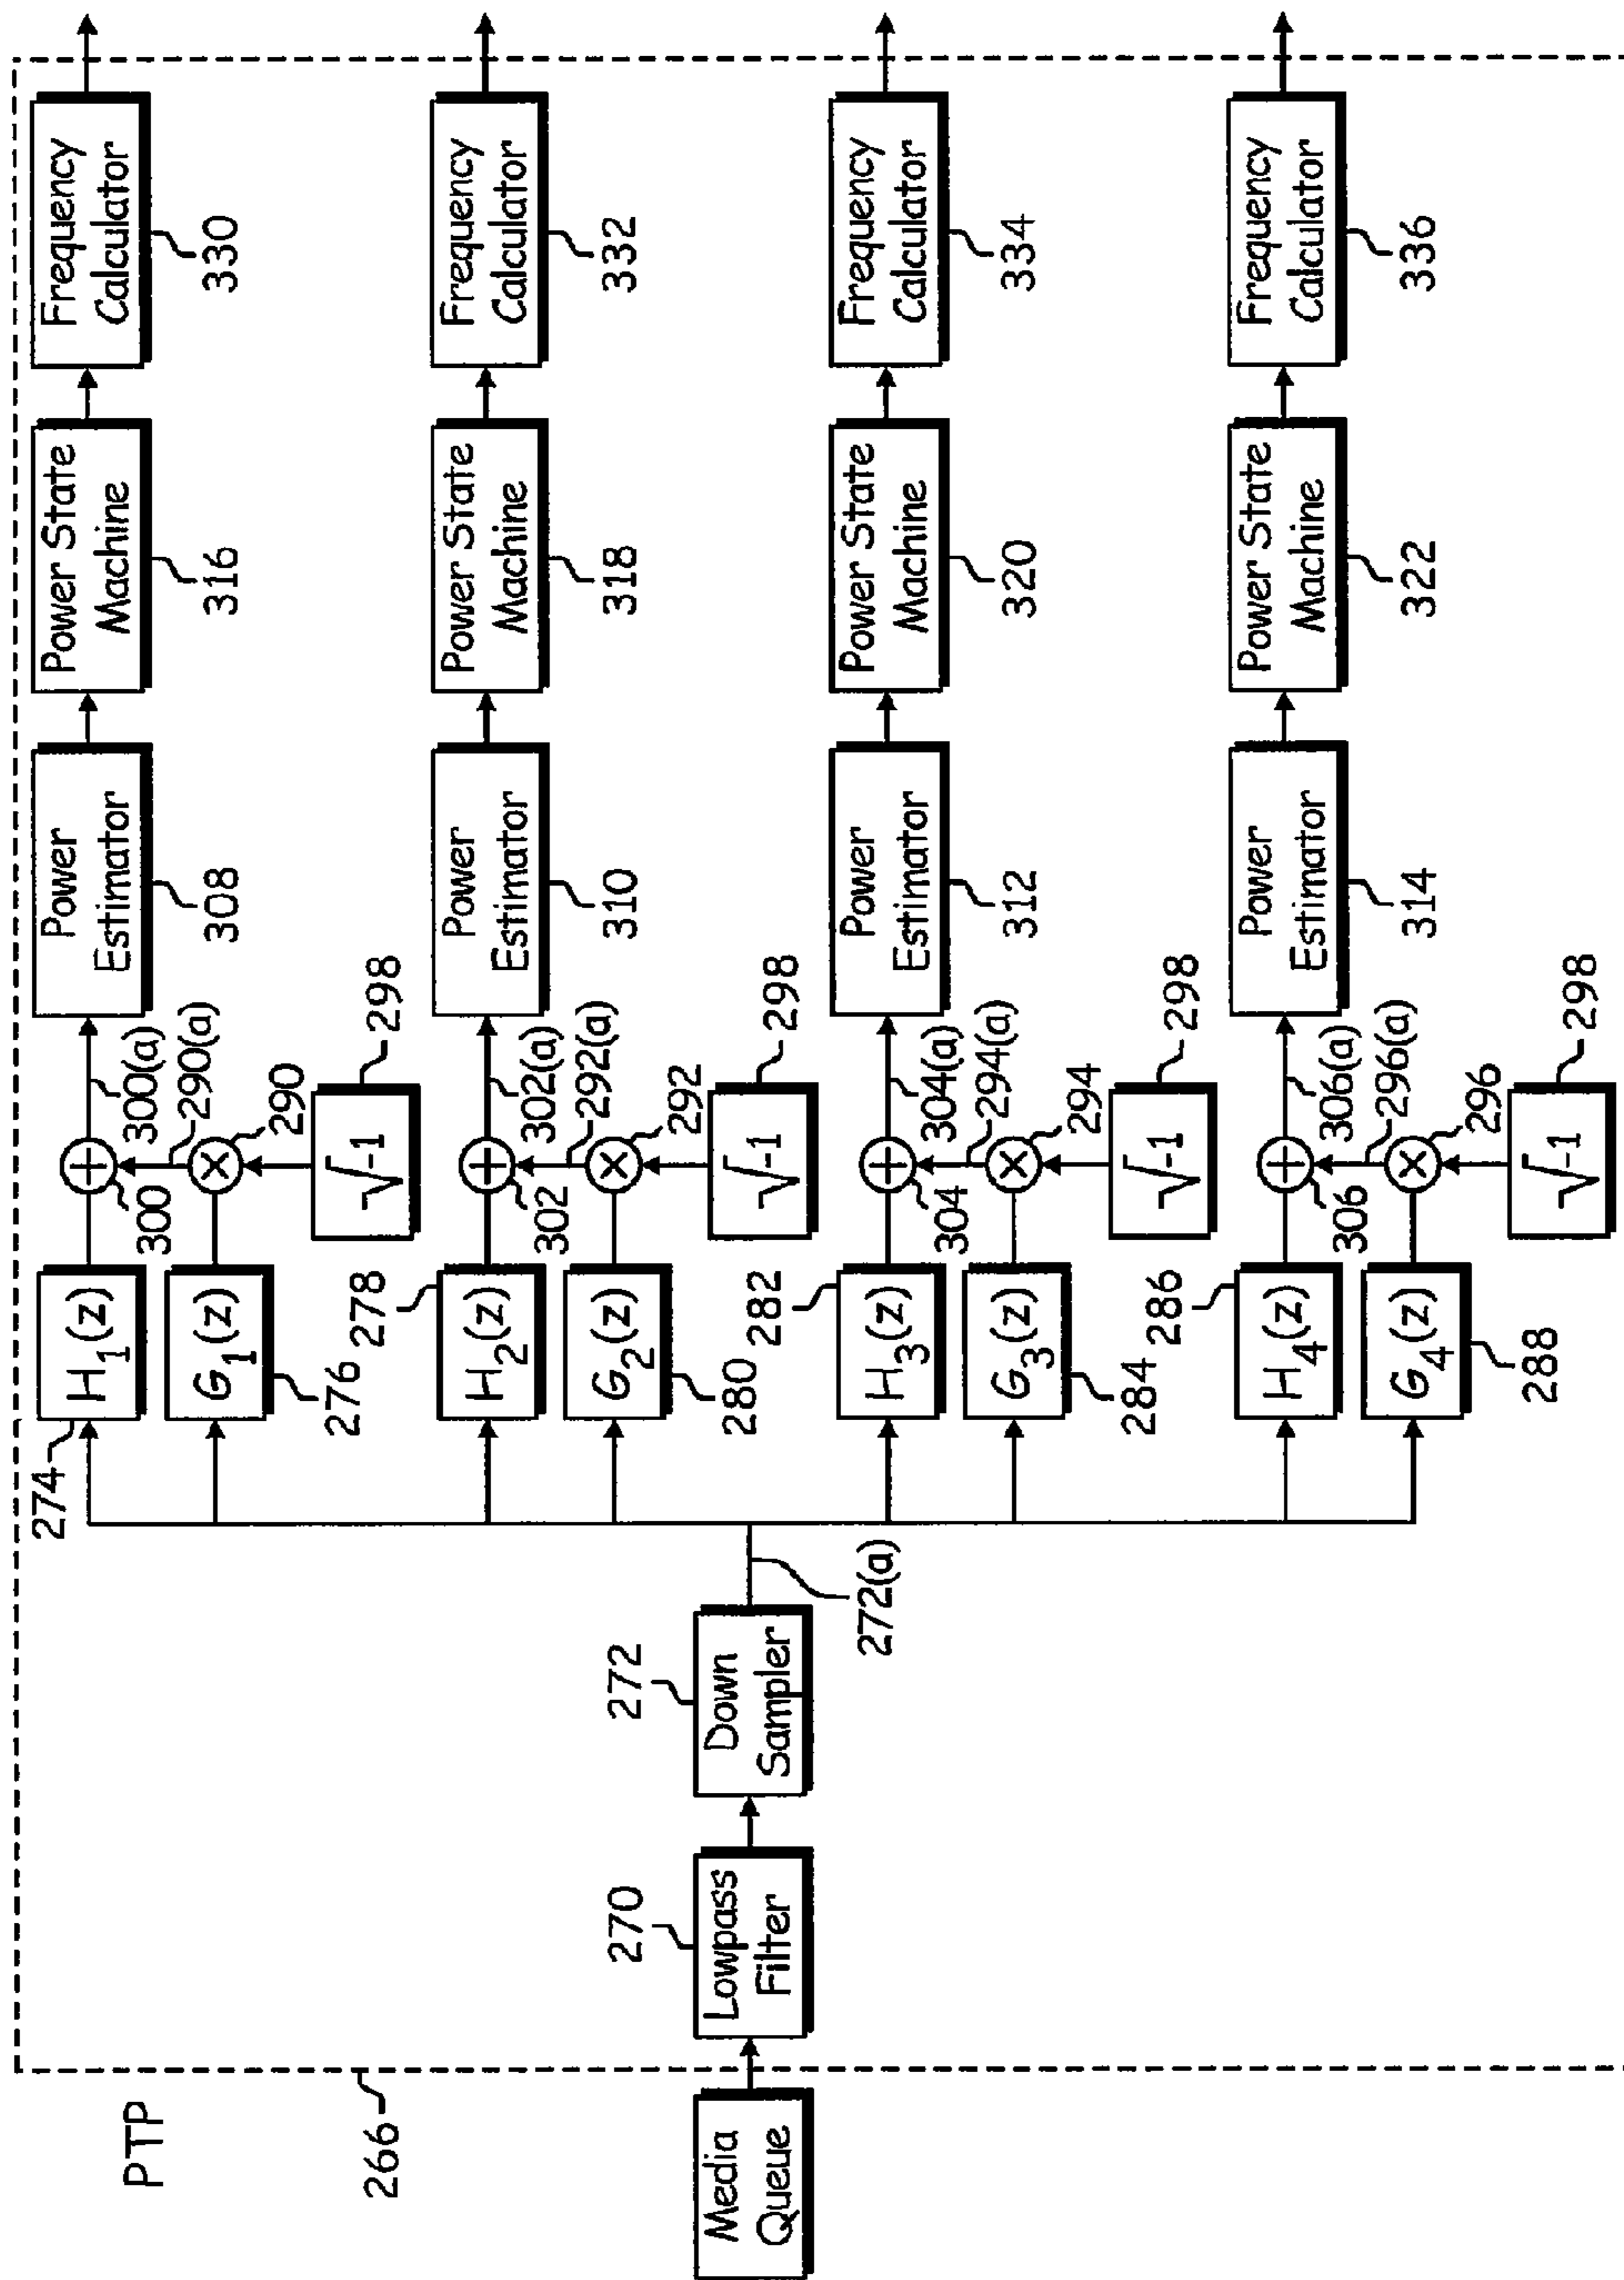 PTP
266
Media
Queue
270
Lowpass
Filter
272
Down
Sampler
272(a)
274
H1(z)
G1(z)
276
300
300(a)
290(a)
290
√-1
298
Power
Estimator
308
Power State
Machine
316
Frequency
Calculator
330
278
H2(z)
G2(z)
280
302
302(a)
292(a)
292
√-1
298
Power
Estimator
310
Power State
Machine
318
Frequency
Calculator
332
282
H3(z)
G3(z)
284
304
304(a)
294(a)
294
√-1
298
Power
Estimator
312
Power State
Machine
320
Frequency
Calculator
334
286
H4(z)
G4(z)
288
306
306(a)
296(a)
296
√-1
298
Power
Estimator
314
Power State
Machine
322
Frequency
Calculator
336